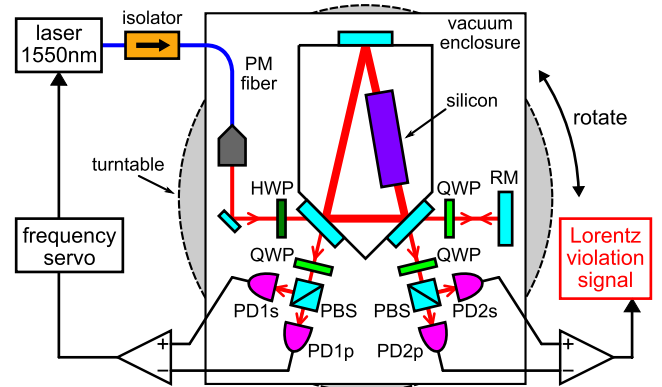 laser
1550nm
isolator
PM
fiber
vacuum
enclosure
silicon
turntable
rotate
HWP
QWP
RM
frequency
servo
QWP
QWP
Lorentz
violation
signal
PD1s
PBS
PBS
PD2s
PD1p
PD2p
+
−
+
−